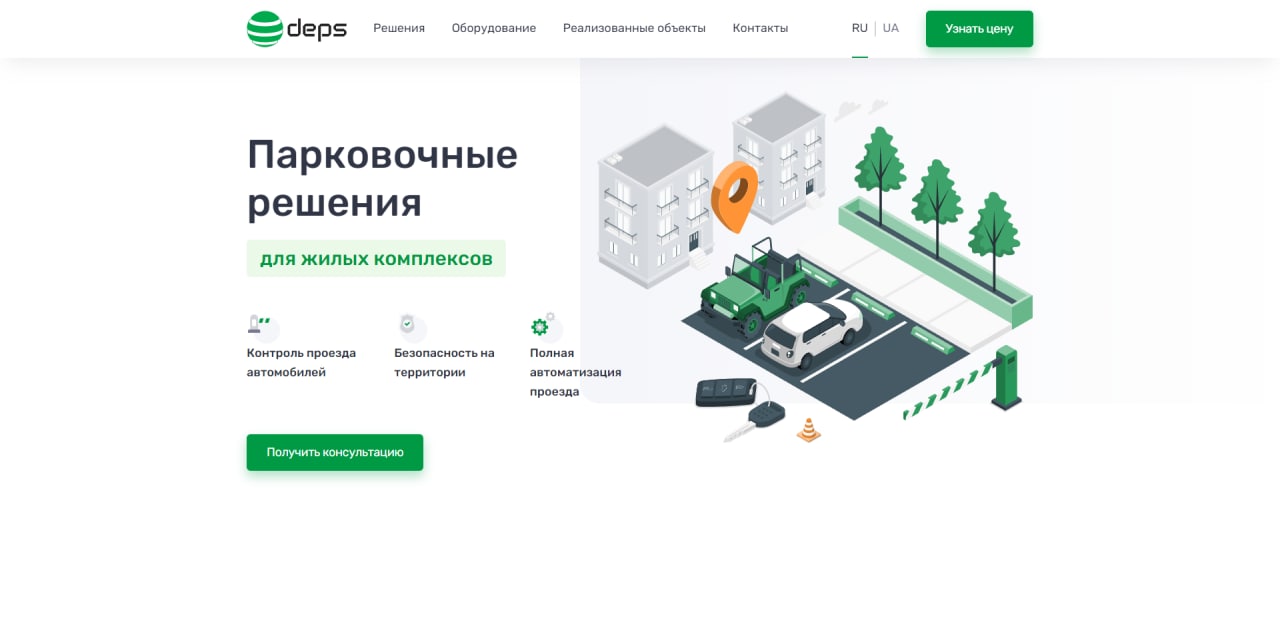 deps
Решения
Оборудование
Реализованные объекты
Контакты
RU
UA
Узнать цену
Парковочные
решения
для жилых комплексов
Контроль проезда
автомобилей
Безопасность на
территории
Полная
автоматизация
проезда
Получить консультацию